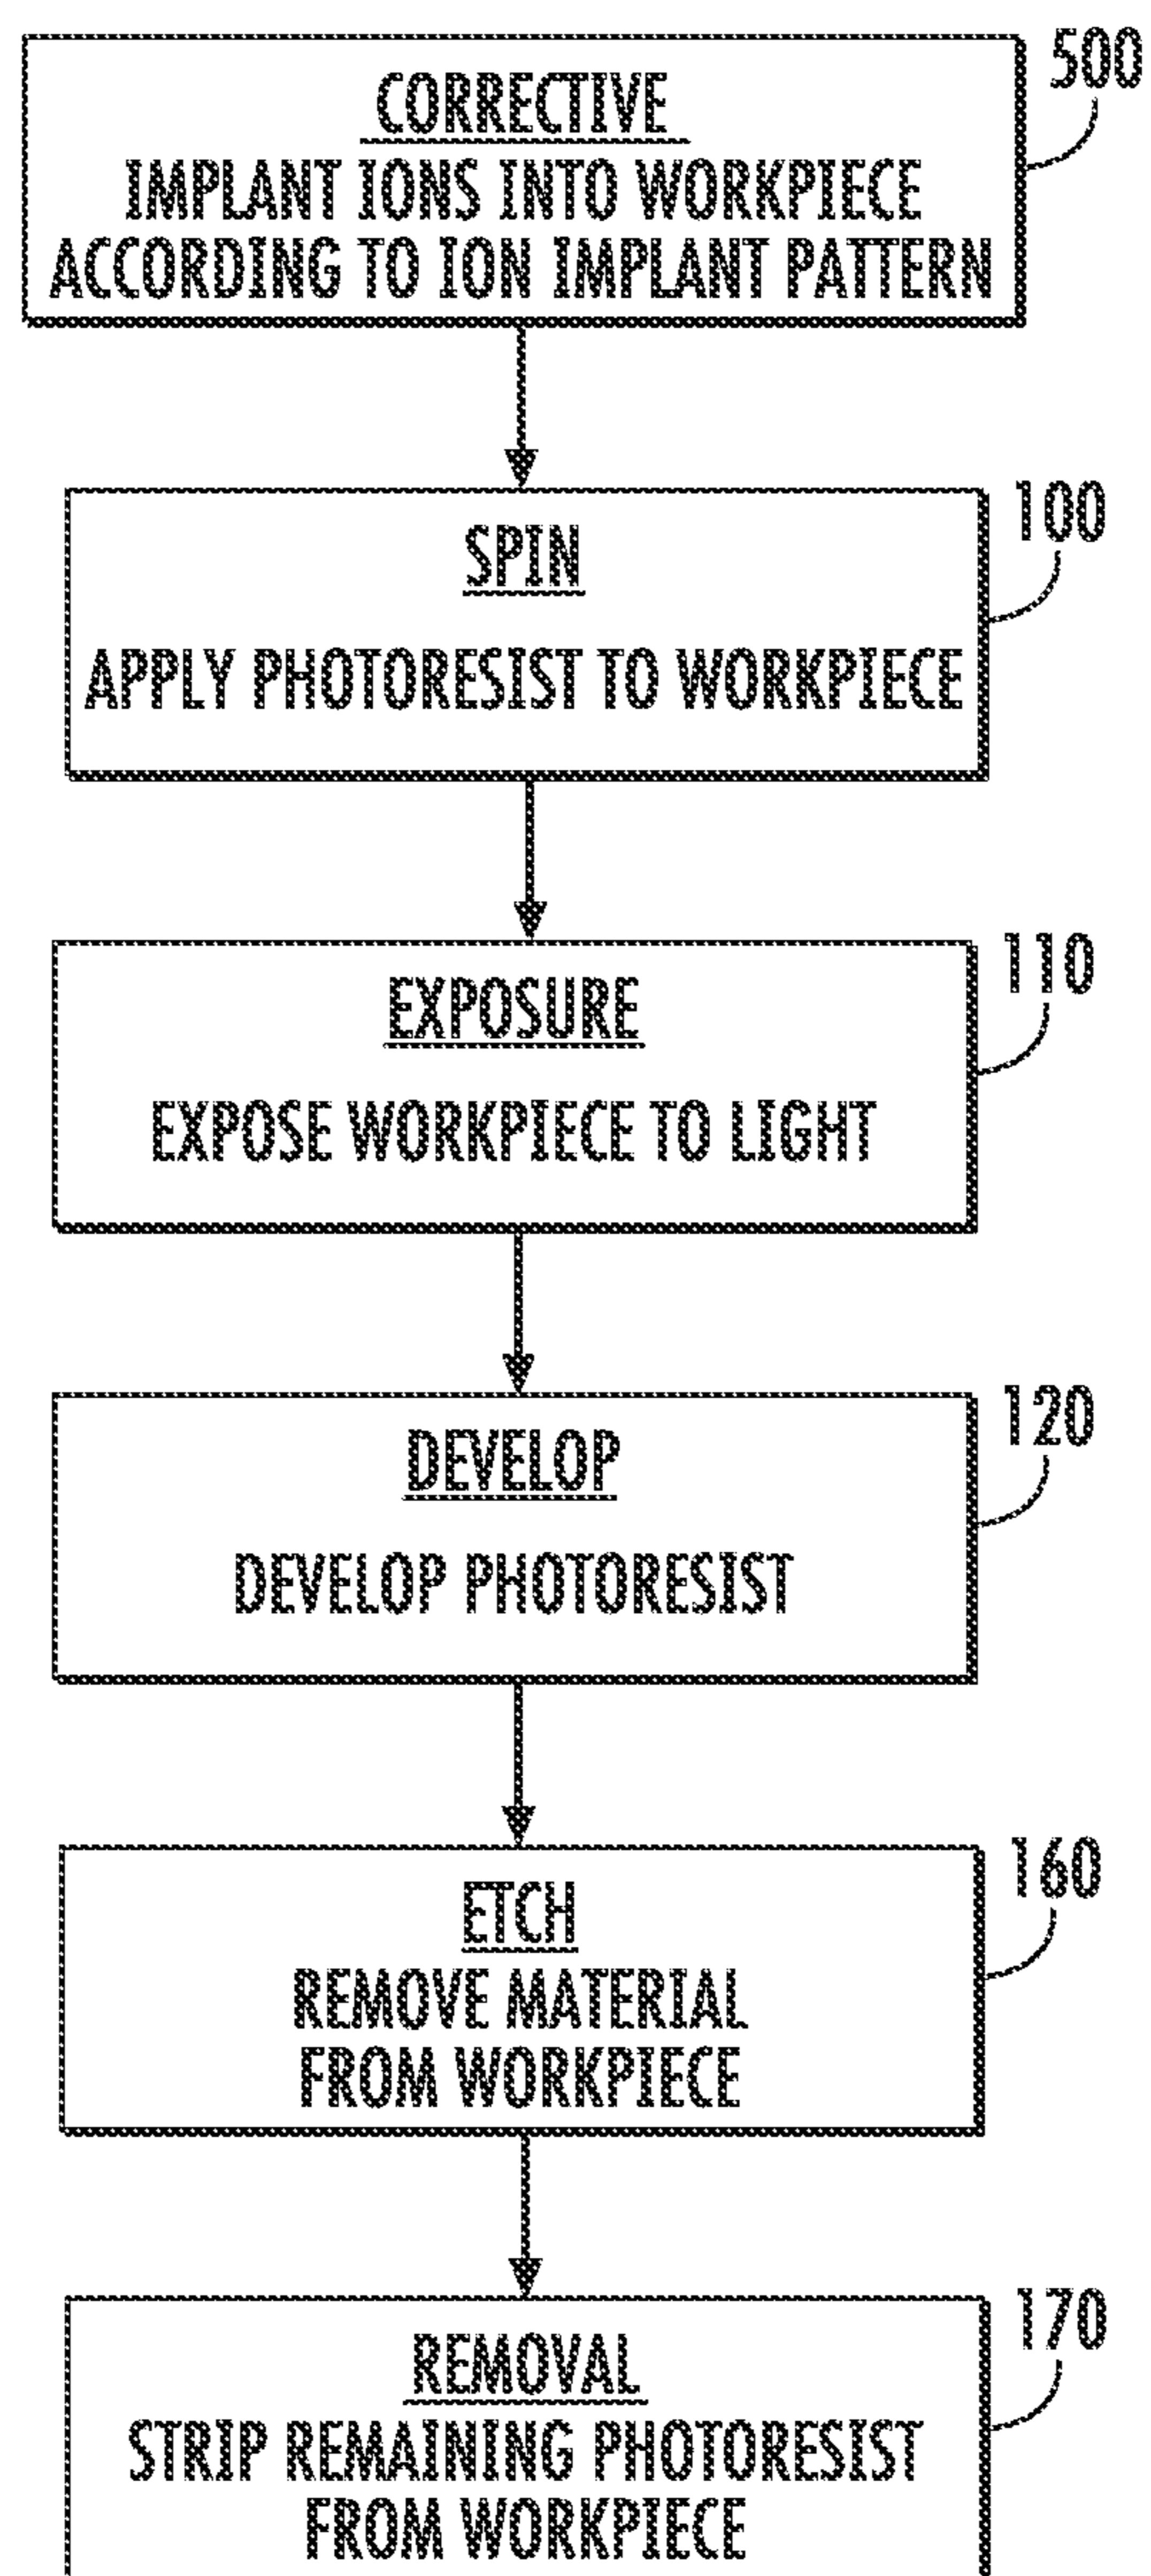 500
CORRECTIVE
IMPLANT IONS INTO WORKPIECE
ACCORDING TO ION IMPLANT PATTERN
100
SPIN
APPLY PHOTORESIST TO WORKPIECE
110
EXPOSURE
EXPOSE WORKPIECE TO LIGHT
120
DEVELOP
DEVELOP PHOTORESIST
160
ETCH
REMOVE MATERIAL
FROM WORKPIECE
170
REMOVAL
STRIP REMAINING PHOTORESIST
FROM WORKPIECE